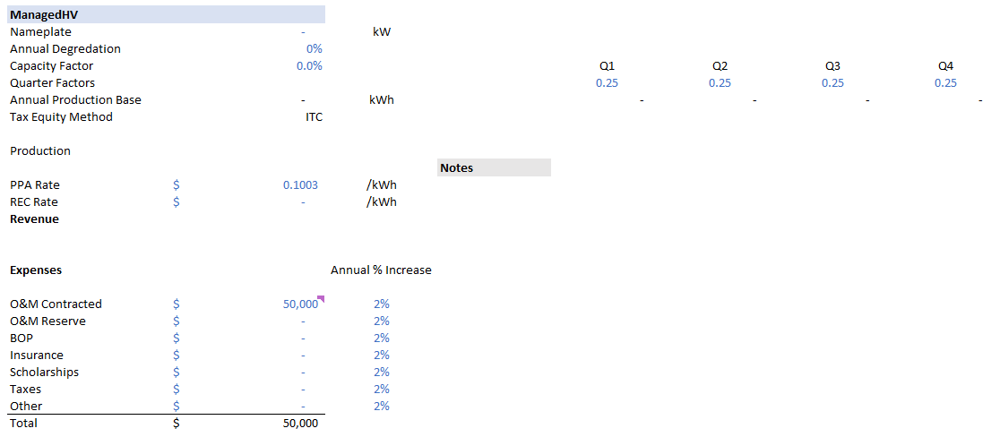 ManagedHV
Nameplate - kW
Annual Degredation 0%
Capacity Factor 0.0% Q1 Q2 Q3 Q4
Quarter Factors 0.25 0.25 0.25 0.25
Annual Production Base - kWh - - - -
Tax Equity Method ITC
Production
Notes
PPA Rate $ 0.1003 /kWh
REC Rate $ - /kWh
Revenue
Expenses Annual % Increase
O&M Contracted $ 50,000 2%
O&M Reserve $ - 2%
BOP $ - 2%
Insurance $ - 2%
Scholarships $ - 2%
Taxes $ - 2%
Other $ - 2%
Total $ 50,000